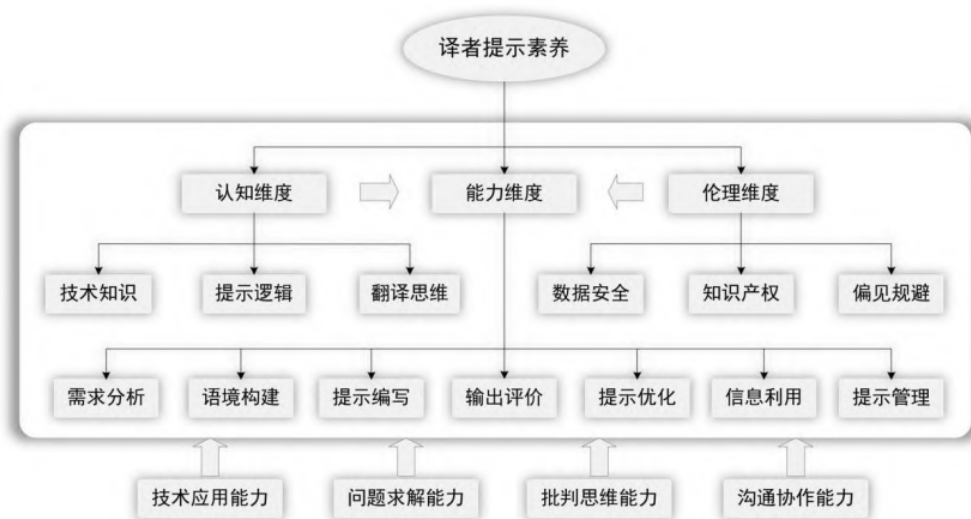 译者提示素养
认知维度
能力维度
伦理维度
技术知识
提示逻辑
翻译思维
数据安全
知识产权
偏见规避
需求分析
语境构建
提示编写
输出评价
提示优化
信息利用
提示管理
技术应用能力
问题求解能力
批判思维能力
沟通协作能力